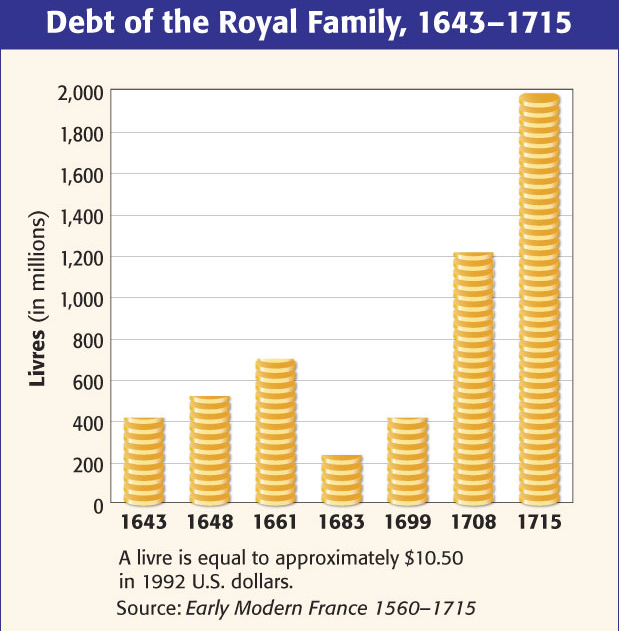 Debt of the Royal Family, 1643–1715
Livres (in millions)
2,000
1,800
1,600
1,400
1,200
1,000
800
600
400
200
0
1643 1648 1661 1683 1699 1708 1715
A livre is equal to approximately $10.50
in 1992 U.S. dollars.
Source: Early Modern France 1560–1715